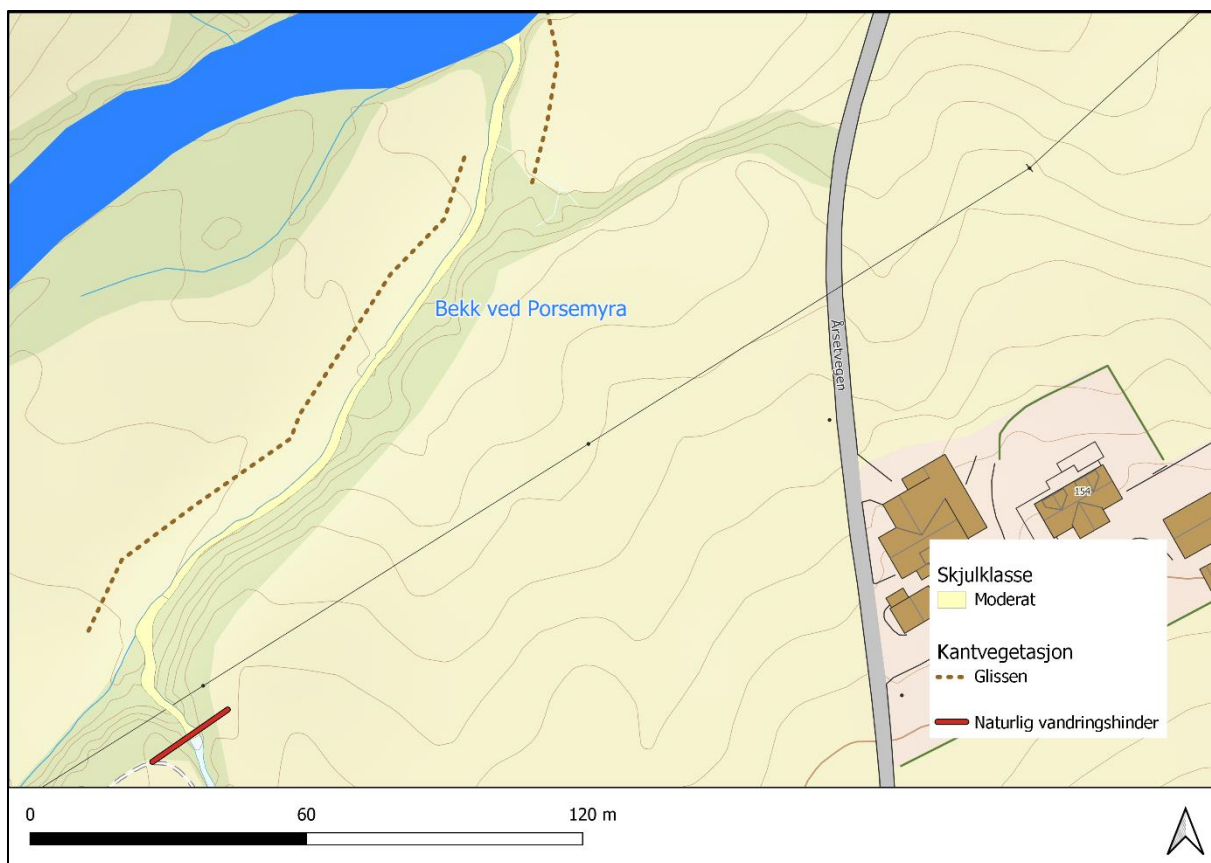 Bekk ved Porsemyra
Årsetvegen
154
Skjulklasse
Moderat
Kantvegetasjon
Glissen
Naturlig vandringshinder
0
60
120 m